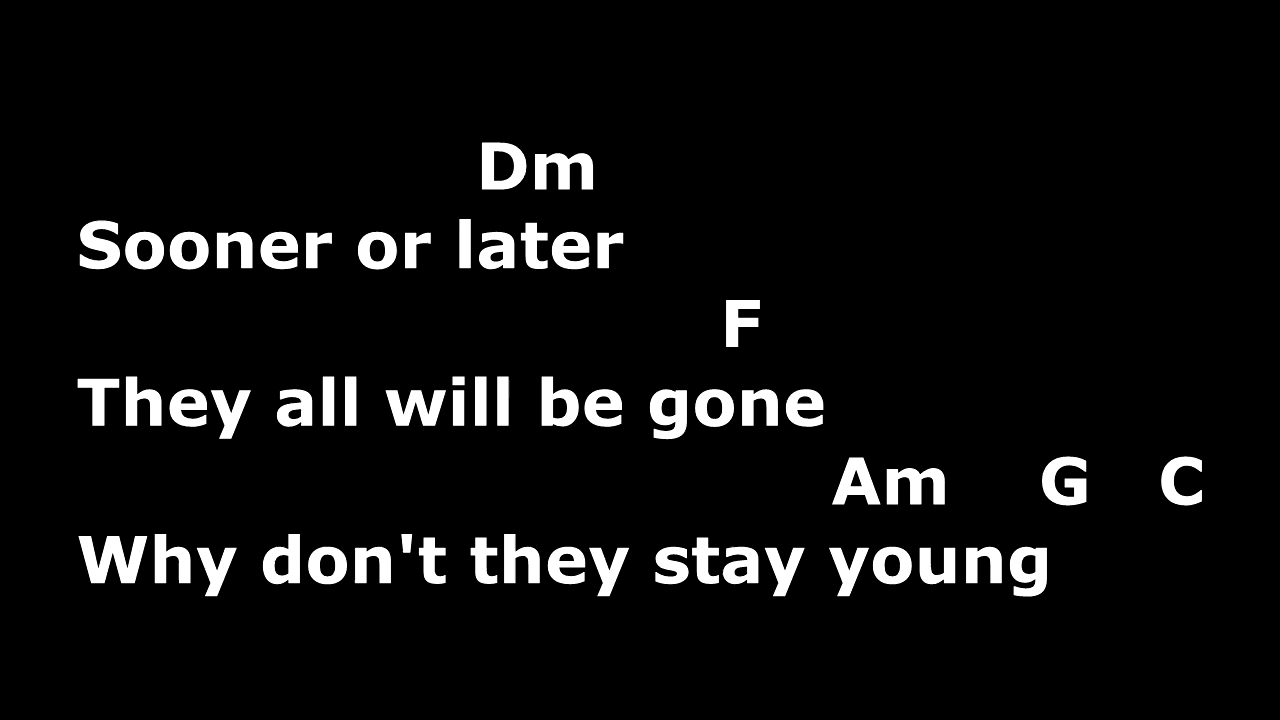 Dm
Sooner or later
F
They all will be gone
Am G C
Why don't they stay young